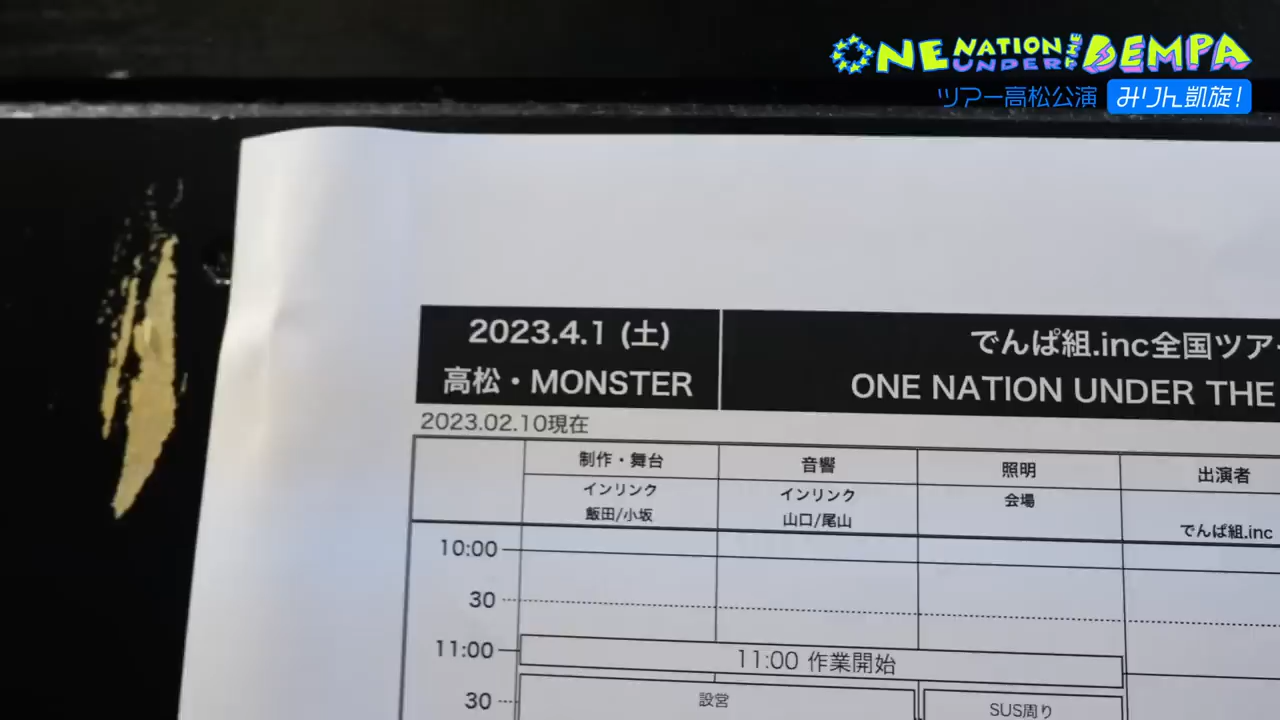 ONE NATION UNDER THE DEMPA
ツアー高松公演 みりん凱旋!
2023.4.1 (土)
高松・MONSTER
でんぱ組.inc全国ツアー
ONE NATION UNDER THE
2023.02.10現在
制作・舞台 音響 照明 出演者
インリンク インリンク 会場
飯田/小坂 山口/尾山 でんぱ組.inc
10:00
30
11:00 11:00 作業開始
30 設営 SUS周り